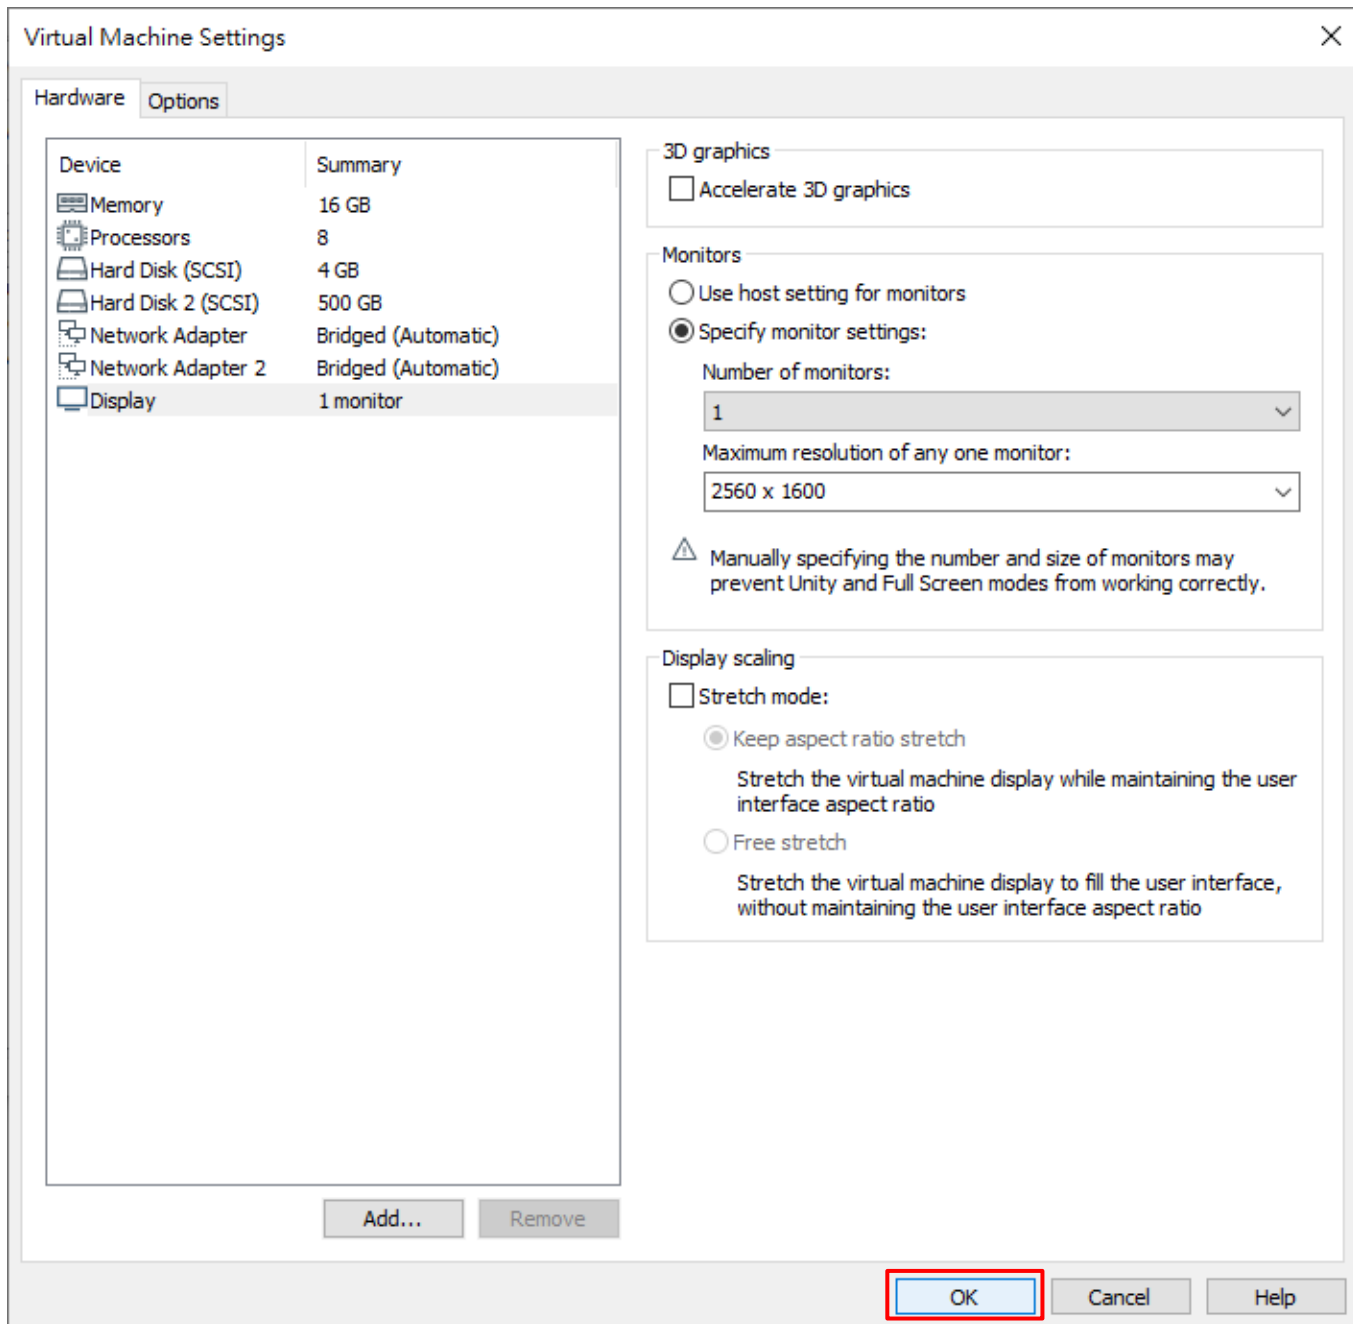 Virtual Machine Settings
Hardware
Options
Device Summary
Memory 16 GB
Processors 8
Hard Disk (SCSI) 4 GB
Hard Disk 2 (SCSI) 500 GB
Network Adapter Bridged (Automatic)
Network Adapter 2 Bridged (Automatic)
Display 1 monitor
Add...
Remove
3D graphics
Accelerate 3D graphics
Monitors
Use host setting for monitors
Specify monitor settings:
Number of monitors:
1
Maximum resolution of any one monitor:
2560 x 1600
Manually specifying the number and size of monitors may
prevent Unity and Full Screen modes from working correctly.
Display scaling
Stretch mode:
Keep aspect ratio stretch
Stretch the virtual machine display while maintaining the user
interface aspect ratio
Free stretch
Stretch the virtual machine display to fill the user interface,
without maintaining the user interface aspect ratio
OK
Cancel
Help